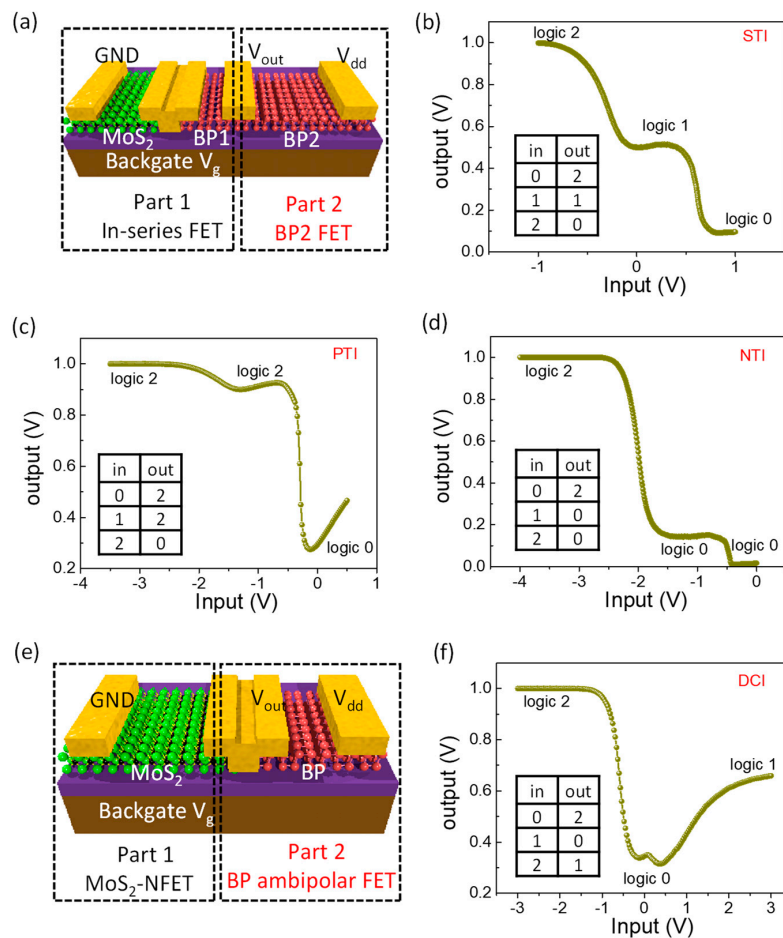 (a)
GND
V_out
V_dd
MoS₂
BP1
BP2
Backgate V_g
Part 1
In-series FET
Part 2
BP2 FET
(b)
STI
logic 2
logic 1
logic 0
output (V)
1.0
0.8
0.6
0.4
0.2
0.0
in out
0 2
1 1
2 0
-1 0 1
Input (V)
(c)
PTI
logic 2
logic 2
logic 0
output (V)
1.0
0.8
0.6
0.4
0.2
in out
0 2
1 2
2 0
-3 -2 -1 0 1
Input (V)
(d)
NTI
logic 2
logic 0
logic 0
output (V)
1.0
0.8
0.6
0.4
0.2
0.0
in out
0 2
1 0
2 0
-4 -3 -2 -1 0
Input (V)
(e)
GND
V_out
V_dd
MoS₂
BP
Backgate V_g
Part 1
MoS₂-NFET
Part 2
BP ambipolar FET
(f)
DCI
logic 2
logic 1
logic 0
output (V)
1.0
0.8
0.6
0.4
0.2
in out
0 2
1 0
2 1
-3 -2 -1 0 1 2 3
Input (V)